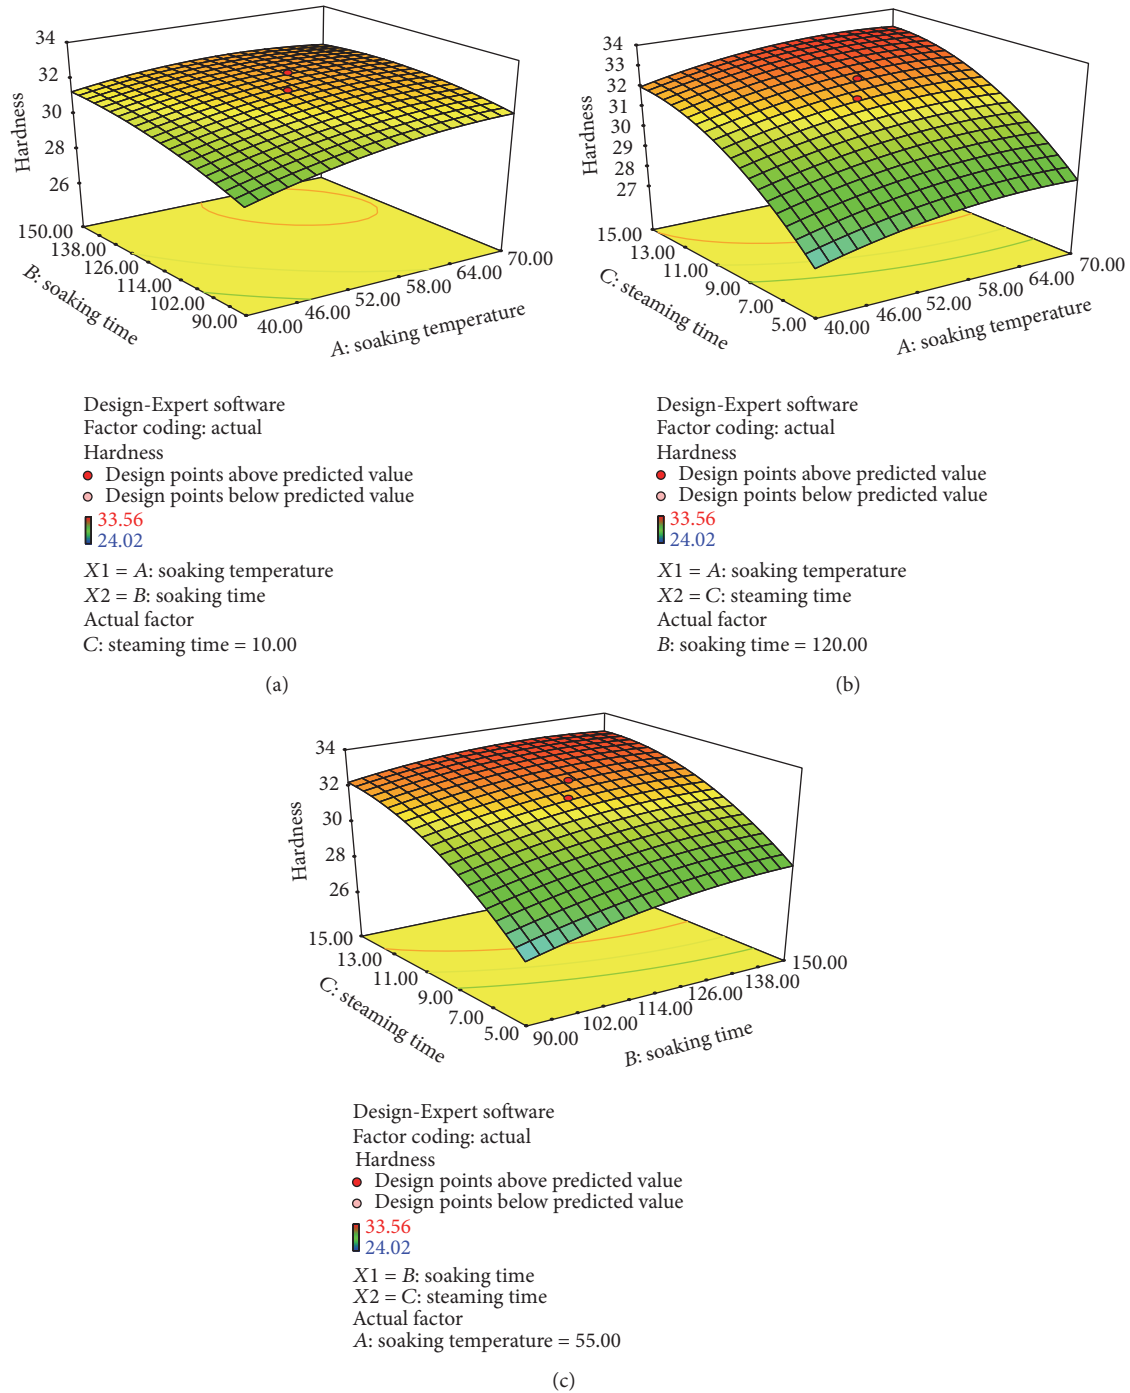 34
32
30
28
26
Hardness
150.00
138.00
126.00
114.00
102.00
90.00
B: soaking time
40.00
46.00
52.00
58.00
64.00
70.00
A: soaking temperature
Design-Expert software
Factor coding: actual
Hardness
Design points above predicted value
Design points below predicted value
33.56
24.02
X1 = A: soaking temperature
X2 = B: soaking time
Actual factor
C: steaming time = 10.00
(a)
34
33
32
31
30
29
28
27
Hardness
15.00
13.00
11.00
9.00
7.00
5.00
C: steaming time
40.00
46.00
52.00
58.00
64.00
70.00
A: soaking temperature
Design-Expert software
Factor coding: actual
Hardness
Design points above predicted value
Design points below predicted value
33.56
24.02
X1 = A: soaking temperature
X2 = C: steaming time
Actual factor
B: soaking time = 120.00
(b)
34
32
30
28
26
Hardness
15.00
13.00
11.00
9.00
7.00
5.00
C: steaming time
90.00
102.00
114.00
126.00
138.00
150.00
B: soaking time
Design-Expert software
Factor coding: actual
Hardness
Design points above predicted value
Design points below predicted value
33.56
24.02
X1 = B: soaking time
X2 = C: steaming time
Actual factor
A: soaking temperature = 55.00
(c)